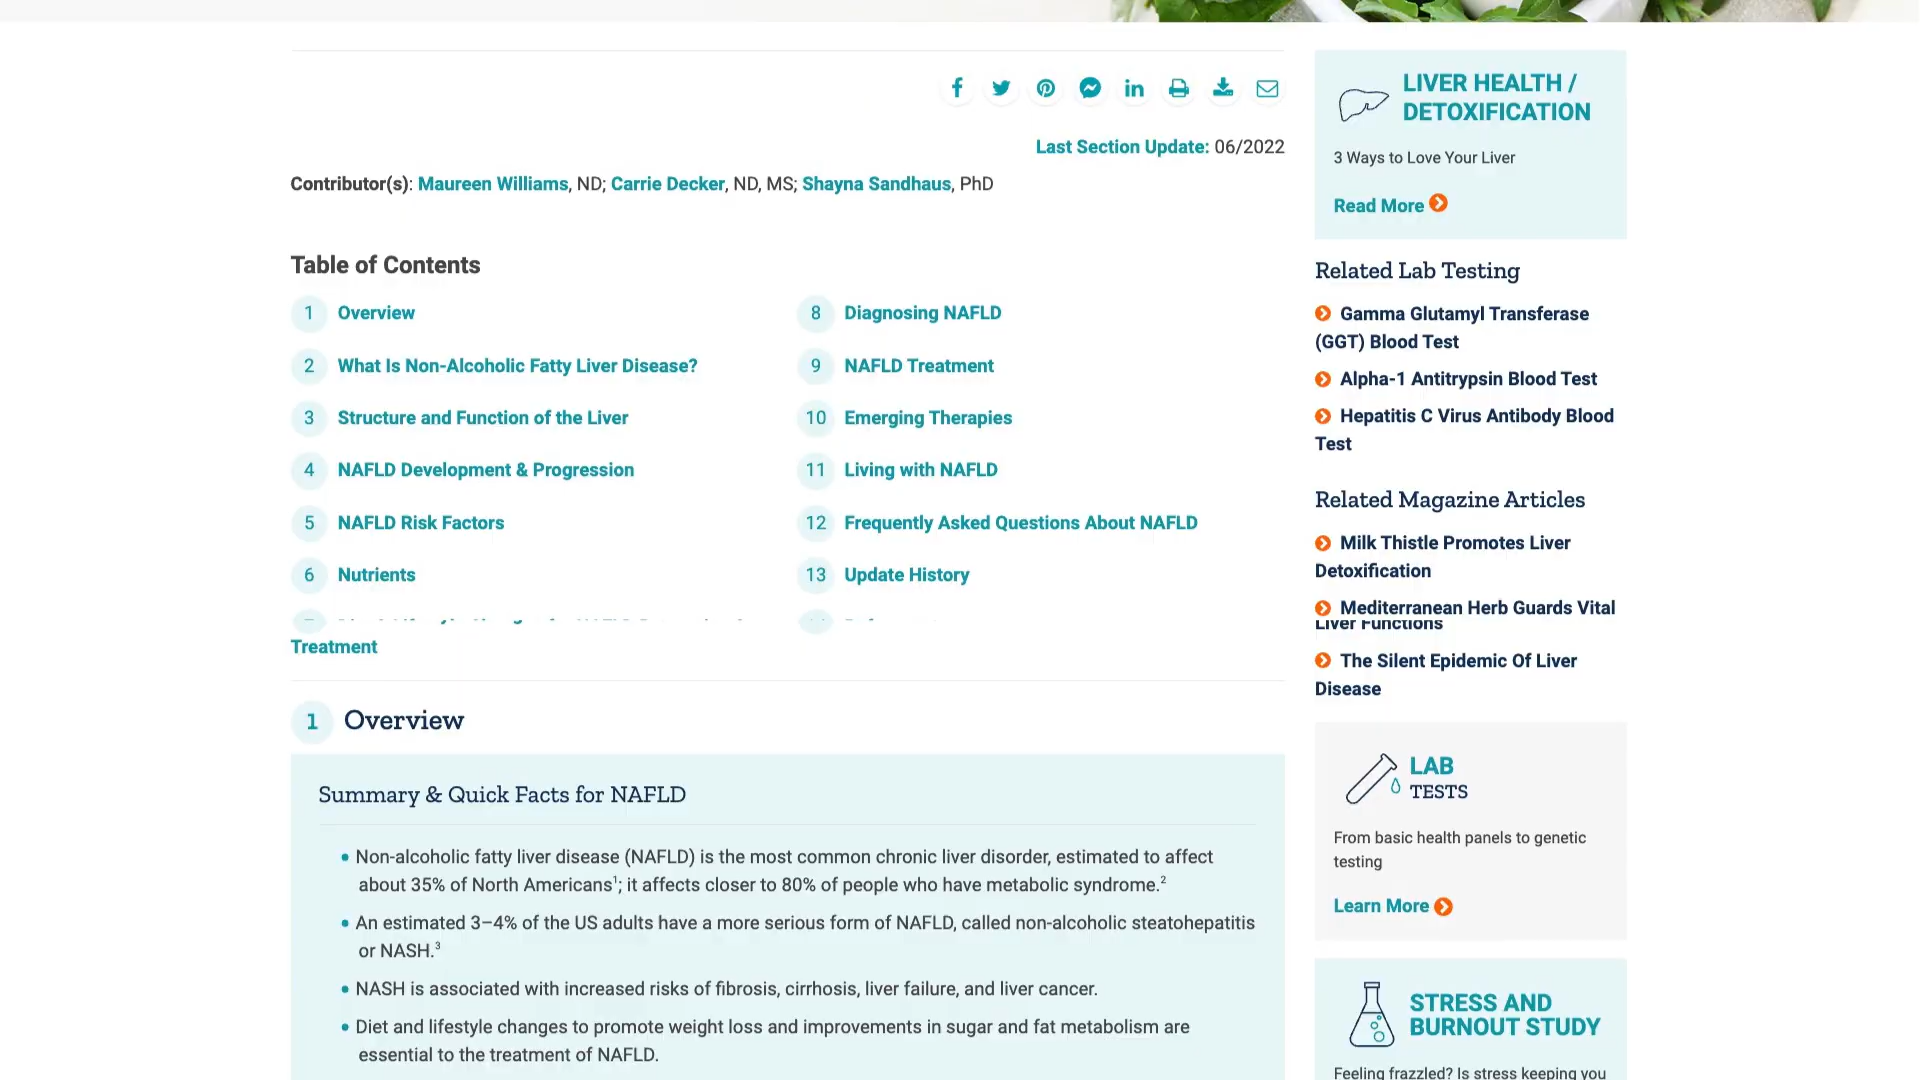 Last Section Update: 06/2022
Contributor(s): Maureen Williams, ND; Carrie Decker, ND, MS; Shayna Sandhaus, PhD
Table of Contents
1 Overview
2 What Is Non-Alcoholic Fatty Liver Disease?
3 Structure and Function of the Liver
4 NAFLD Development & Progression
5 NAFLD Risk Factors
6 Nutrients
Treatment
8 Diagnosing NAFLD
9 NAFLD Treatment
10 Emerging Therapies
11 Living with NAFLD
12 Frequently Asked Questions About NAFLD
13 Update History
1 Overview
Summary & Quick Facts for NAFLD
• Non-alcoholic fatty liver disease (NAFLD) is the most common chronic liver disorder, estimated to affect
about 35% of North Americans1; it affects closer to 80% of people who have metabolic syndrome.2
• An estimated 3–4% of the US adults have a more serious form of NAFLD, called non-alcoholic steatohepatitis
or NASH.3
• NASH is associated with increased risks of fibrosis, cirrhosis, liver failure, and liver cancer.
• Diet and lifestyle changes to promote weight loss and improvements in sugar and fat metabolism are
essential to the treatment of NAFLD.
LIVER HEALTH /
DETOXIFICATION
3 Ways to Love Your Liver
Read More
Related Lab Testing
Gamma Glutamyl Transferase
(GGT) Blood Test
Alpha-1 Antitrypsin Blood Test
Hepatitis C Virus Antibody Blood
Test
Related Magazine Articles
Milk Thistle Promotes Liver
Detoxification
Mediterranean Herb Guards Vital
Liver Functions
The Silent Epidemic Of Liver
Disease
LAB
TESTS
From basic health panels to genetic
testing
Learn More
STRESS AND
BURNOUT STUDY
Feeling frazzled? Is stress keeping you